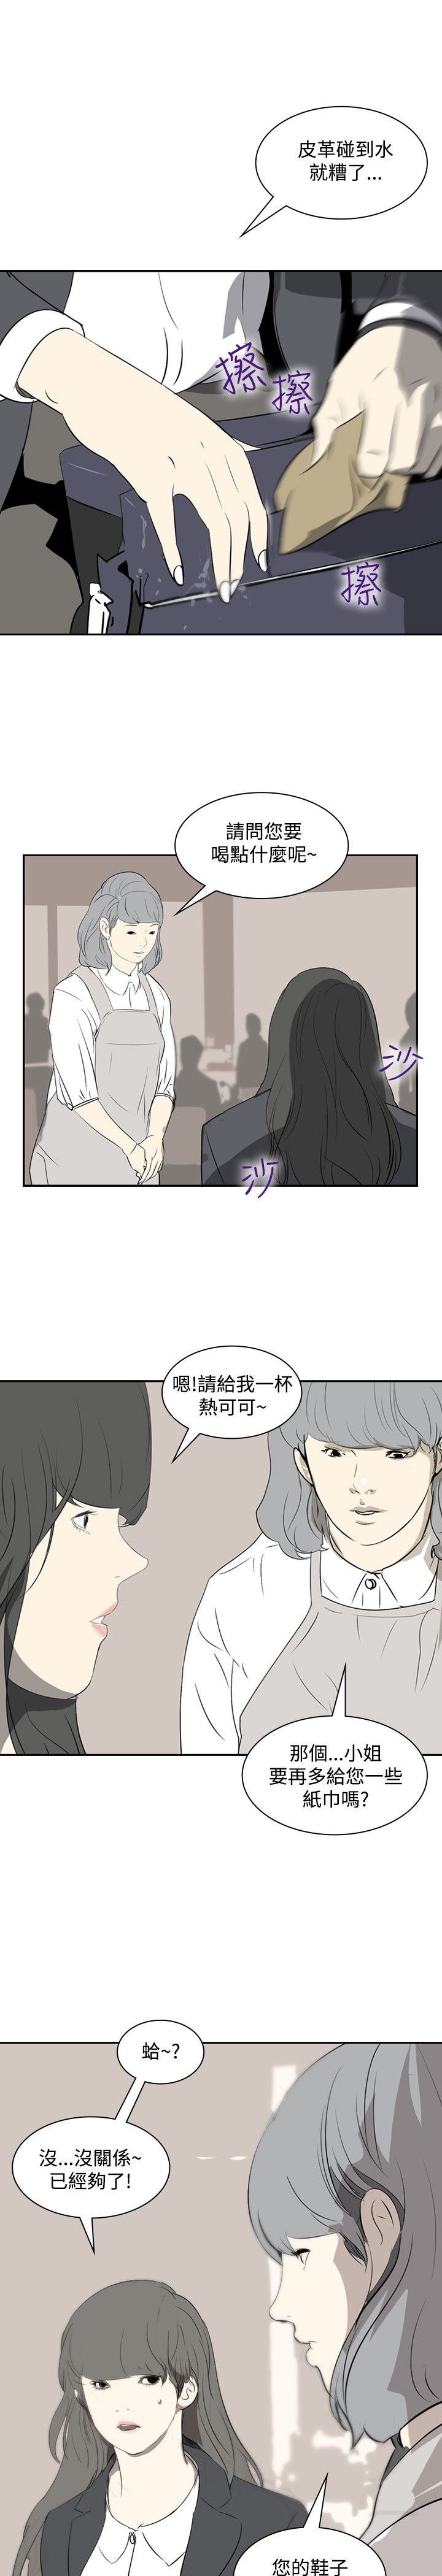 皮革碰到水
就糟了...
擦
擦
擦
請問您要
喝點什麼呢~
沙
沙
嗯!請給我一杯
熱可可~
那個...小姐
要再多給您一些
紙巾嗎?
蛤~?
沒...沒關係~
已經夠了!
您的鞋子